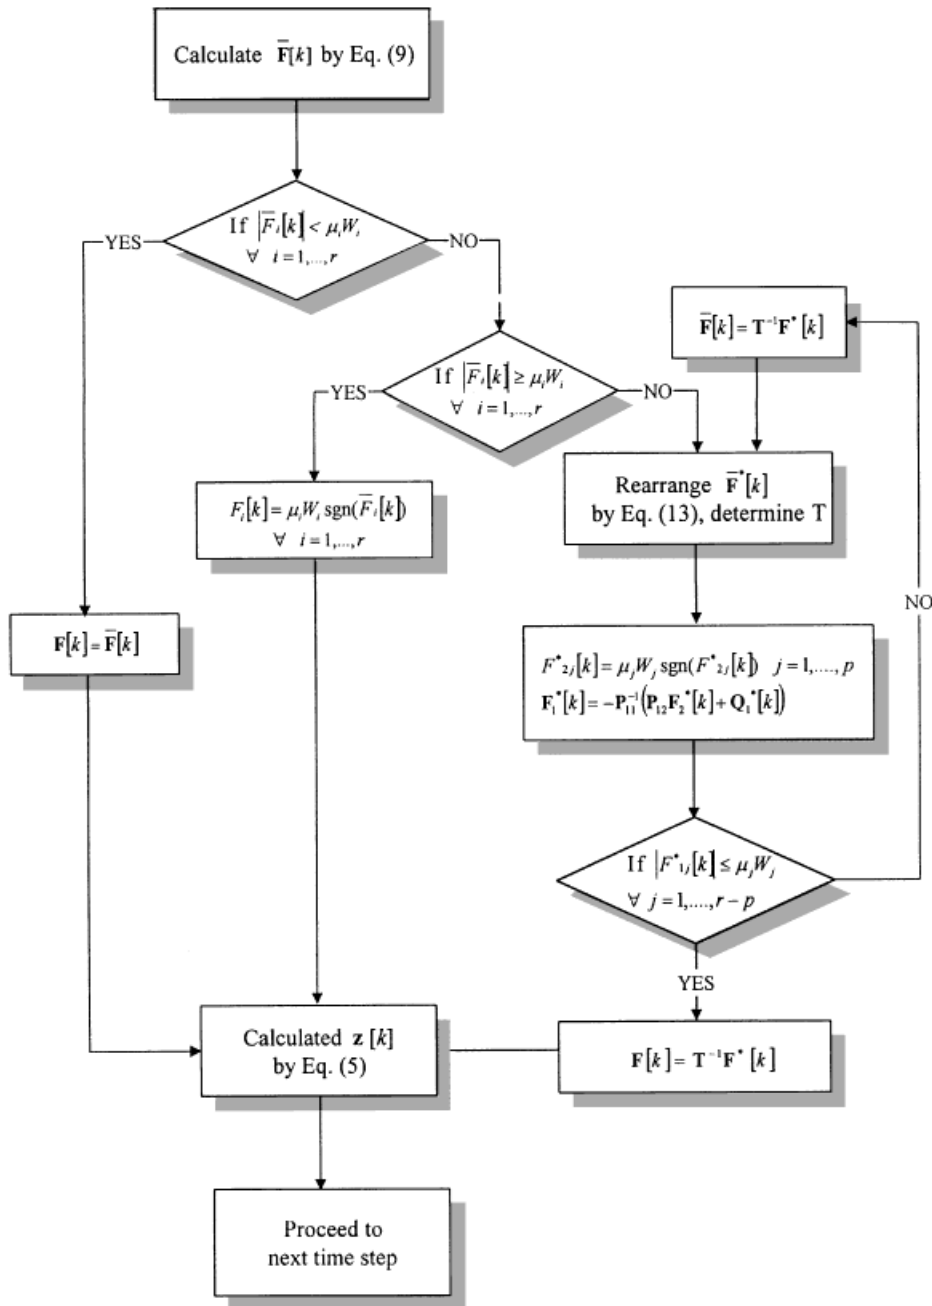 Calculate F̅[k] by Eq. (9)
If |F̅ᵢ[k]| < μᵢWᵢ
∀ i = 1,...,r
YES
NO
F̅[k] = T⁻¹F*[k]
If |F̅ᵢ[k]| ≥ μᵢWᵢ
∀ i = 1,...,r
YES
NO
Rearrange F̅*[k]
by Eq. (13), determine T
Fᵢ[k] = μᵢWᵢ sgn(F̅ᵢ[k])
∀ i = 1,...,r
NO
F[k] = F̅[k]
F*₂ⱼ[k] = μⱼWⱼ sgn(F*₂ⱼ[k]) j = 1,....,p
F₁*[k] = −P₁₁⁻¹(P₁₂F₂*[k] + Q₁*[k])
If |F*₁ⱼ[k]| ≤ μⱼWⱼ
∀ j = 1,....,r − p
YES
Calculated z [k]
by Eq. (5)
F[k] = T⁻¹F*[k]
Proceed to
next time step